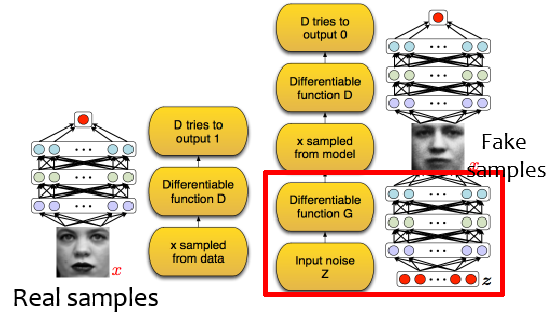 x
Real samples
D tries to
output 1
Differentiable
function D
x sampled
from data
D tries to
output 0
Differentiable
function D
x sampled
from model
Differentiable
function G
Input noise
Z
x
Fake
samples
z